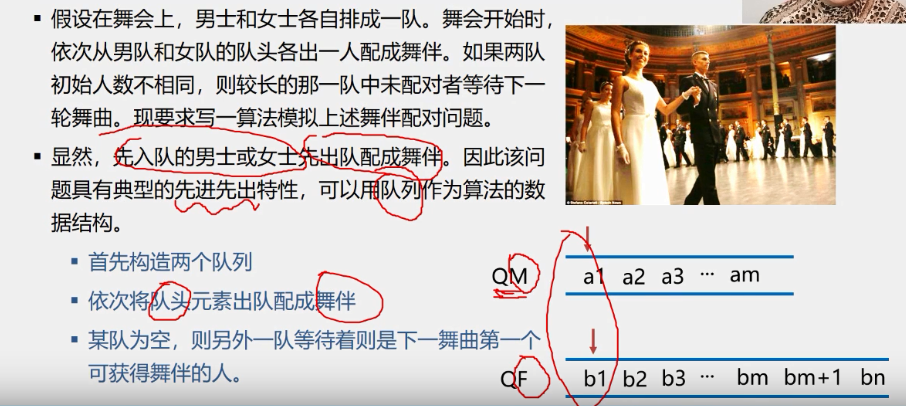 ▪ 假设在舞会上，男士和女士各自排成一队。舞会开始时，
依次从男队和女队的队头各出一人配成舞伴。如果两队
初始人数不相同，则较长的那一队中未配对者等待下一
轮舞曲。现要求写一算法模拟上述舞伴配对问题。
▪ 显然，先入队的男士或女士先出队配成舞伴。因此该问
题具有典型的先进先出特性，可以用队列作为算法的数
据结构。
▪ 首先构造两个队列
▪ 依次将队头元素出队配成舞伴
▪ 某队为空，则另外一队等待着则是下一舞曲第一个
可获得舞伴的人。
QM a1 a2 a3 ··· am
QF b1 b2 b3 ··· bm bm+1 bn